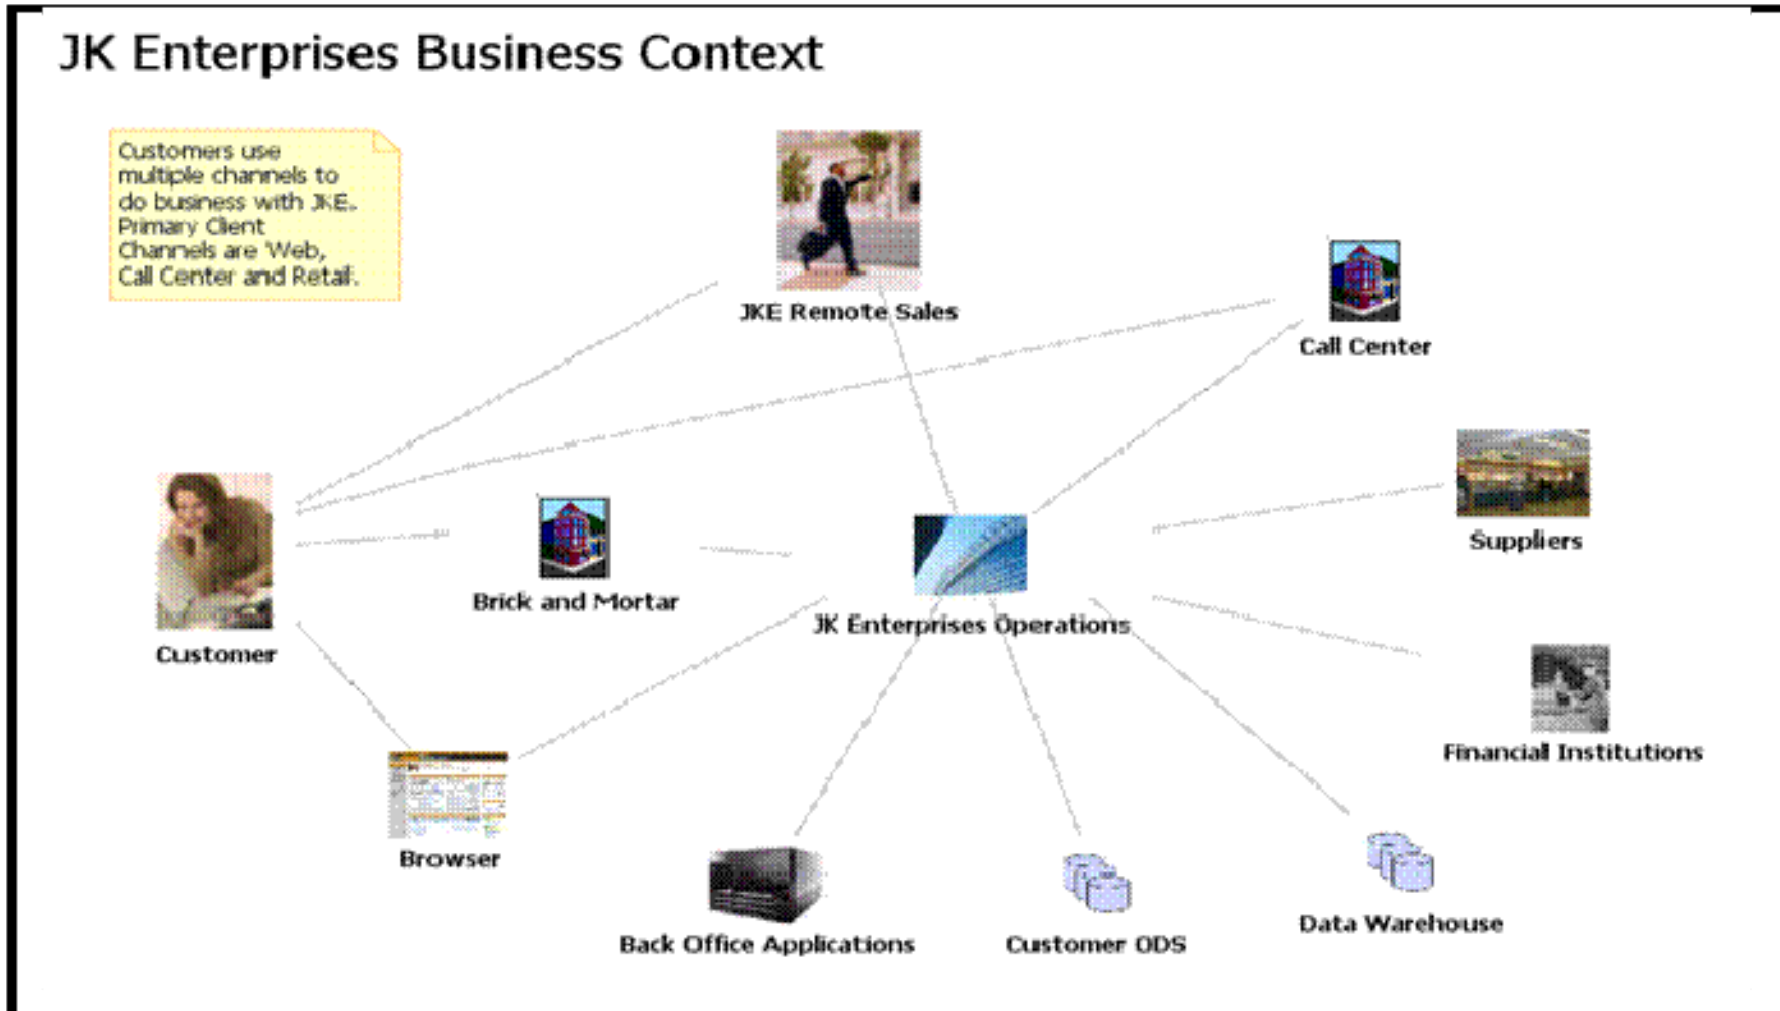 JK Enterprises Business Context
Customers use
multiple channels to
do business with JKE.
Primary Client
Channels are Web,
Call Center and Retail.
JKE Remote Sales
Call Center
Suppliers
Brick and Mortar
JK Enterprises Operations
Customer
Financial Institutions
Browser
Back Office Applications
Customer ODS
Data Warehouse